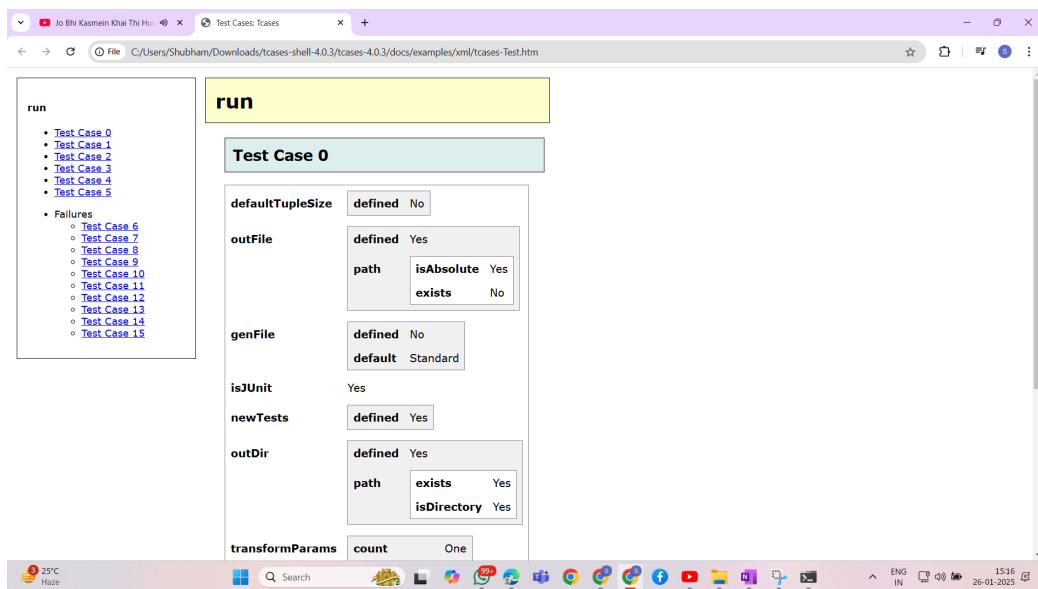 Jo Bhi Kasmein Khai Thi Hu
Test Cases: Tcases
File C:/Users/Shubham/Downloads/tcases-shell-4.0.3/tcases-4.0.3/docs/examples/xml/tcases-Test.htm
S
run
Test Case 0
Test Case 1
Test Case 2
Test Case 3
Test Case 4
Test Case 5
Failures
Test Case 6
Test Case 7
Test Case 8
Test Case 9
Test Case 10
Test Case 11
Test Case 12
Test Case 13
Test Case 14
Test Case 15
run
Test Case 0
defaultTupleSize defined No
outFile defined Yes
path isAbsolute Yes
exists No
genFile defined No
default Standard
isJUnit Yes
newTests defined Yes
outDir defined Yes
path exists Yes
isDirectory Yes
transformParams count One
3 25°C
Haze
Search
99+
ENG
IN
15:16
26-01-2025